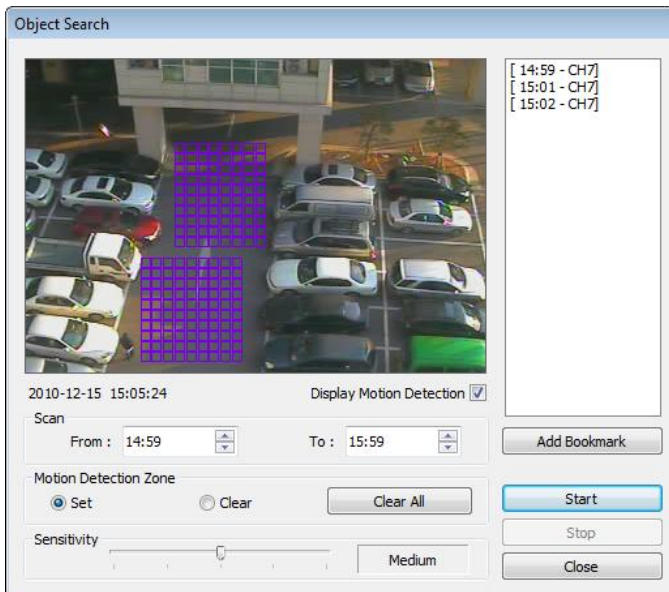 Object Search
[ 14:59 - CH7]
[ 15:01 - CH7]
[ 15:02 - CH7]
2010-12-15 15:05:24
Display Motion Detection
Scan
From : 14:59
To : 15:59
Add Bookmark
Motion Detection Zone
Set
Clear
Clear All
Start
Stop
Sensitivity
Medium
Close